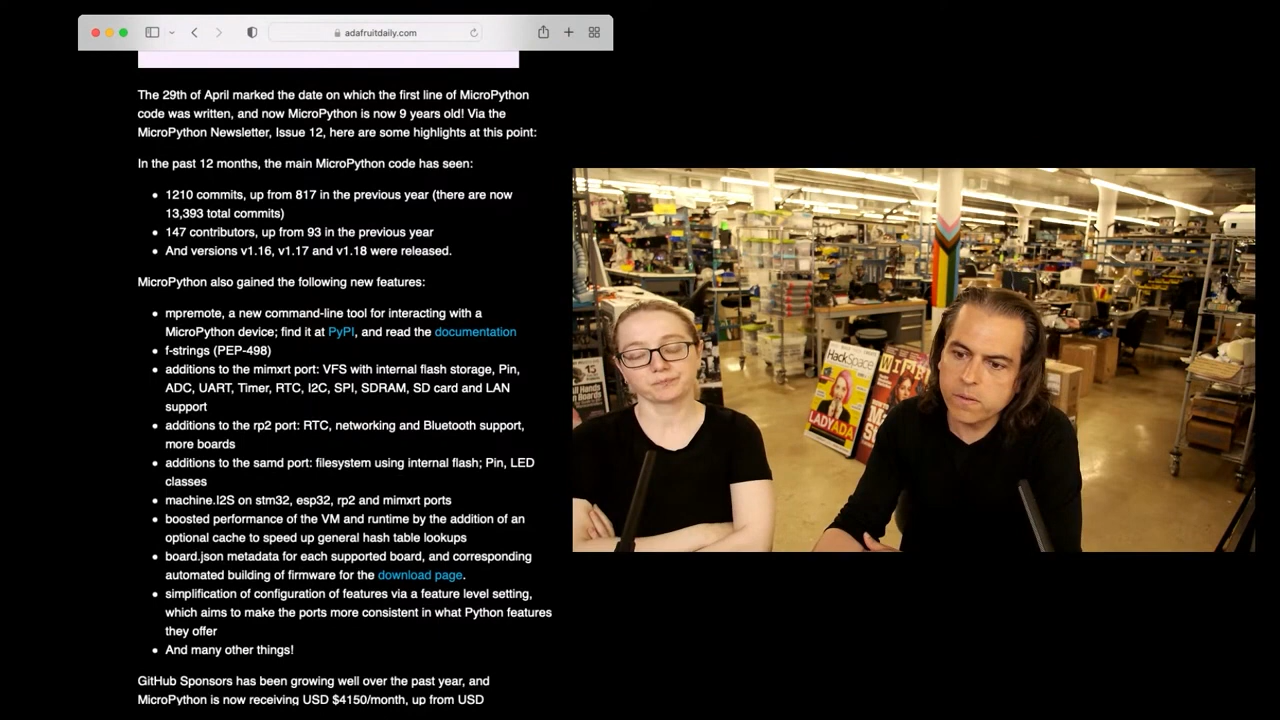 adafruitdaily.com
The 29th of April marked the date on which the first line of MicroPython
code was written, and now MicroPython is now 9 years old! Via the
MicroPython Newsletter, Issue 12, here are some highlights at this point:
In the past 12 months, the main MicroPython code has seen:
1210 commits, up from 817 in the previous year (there are now
13,393 total commits)
147 contributors, up from 93 in the previous year
And versions v1.16, v1.17 and v1.18 were released.
MicroPython also gained the following new features:
mpremote, a new command-line tool for interacting with a
MicroPython device; find it at PyPI, and read the documentation
f-strings (PEP-498)
additions to the mimxrt port: VFS with internal flash storage, Pin,
ADC, UART, Timer, RTC, I2C, SPI, SDRAM, SD card and LAN
support
additions to the rp2 port: RTC, networking and Bluetooth support,
more boards
additions to the samd port: filesystem using internal flash; Pin, LED
classes
machine.I2S on stm32, esp32, rp2 and mimxrt ports
boosted performance of the VM and runtime by the addition of an
optional cache to speed up general hash table lookups
board.json metadata for each supported board, and corresponding
automated building of firmware for the download page.
simplification of configuration of features via a feature level setting,
which aims to make the ports more consistent in what Python features
they offer
And many other things!
GitHub Sponsors has been growing well over the past year, and
MicroPython is now receiving USD $4150/month, up from USD
HackSpace
LADYADA